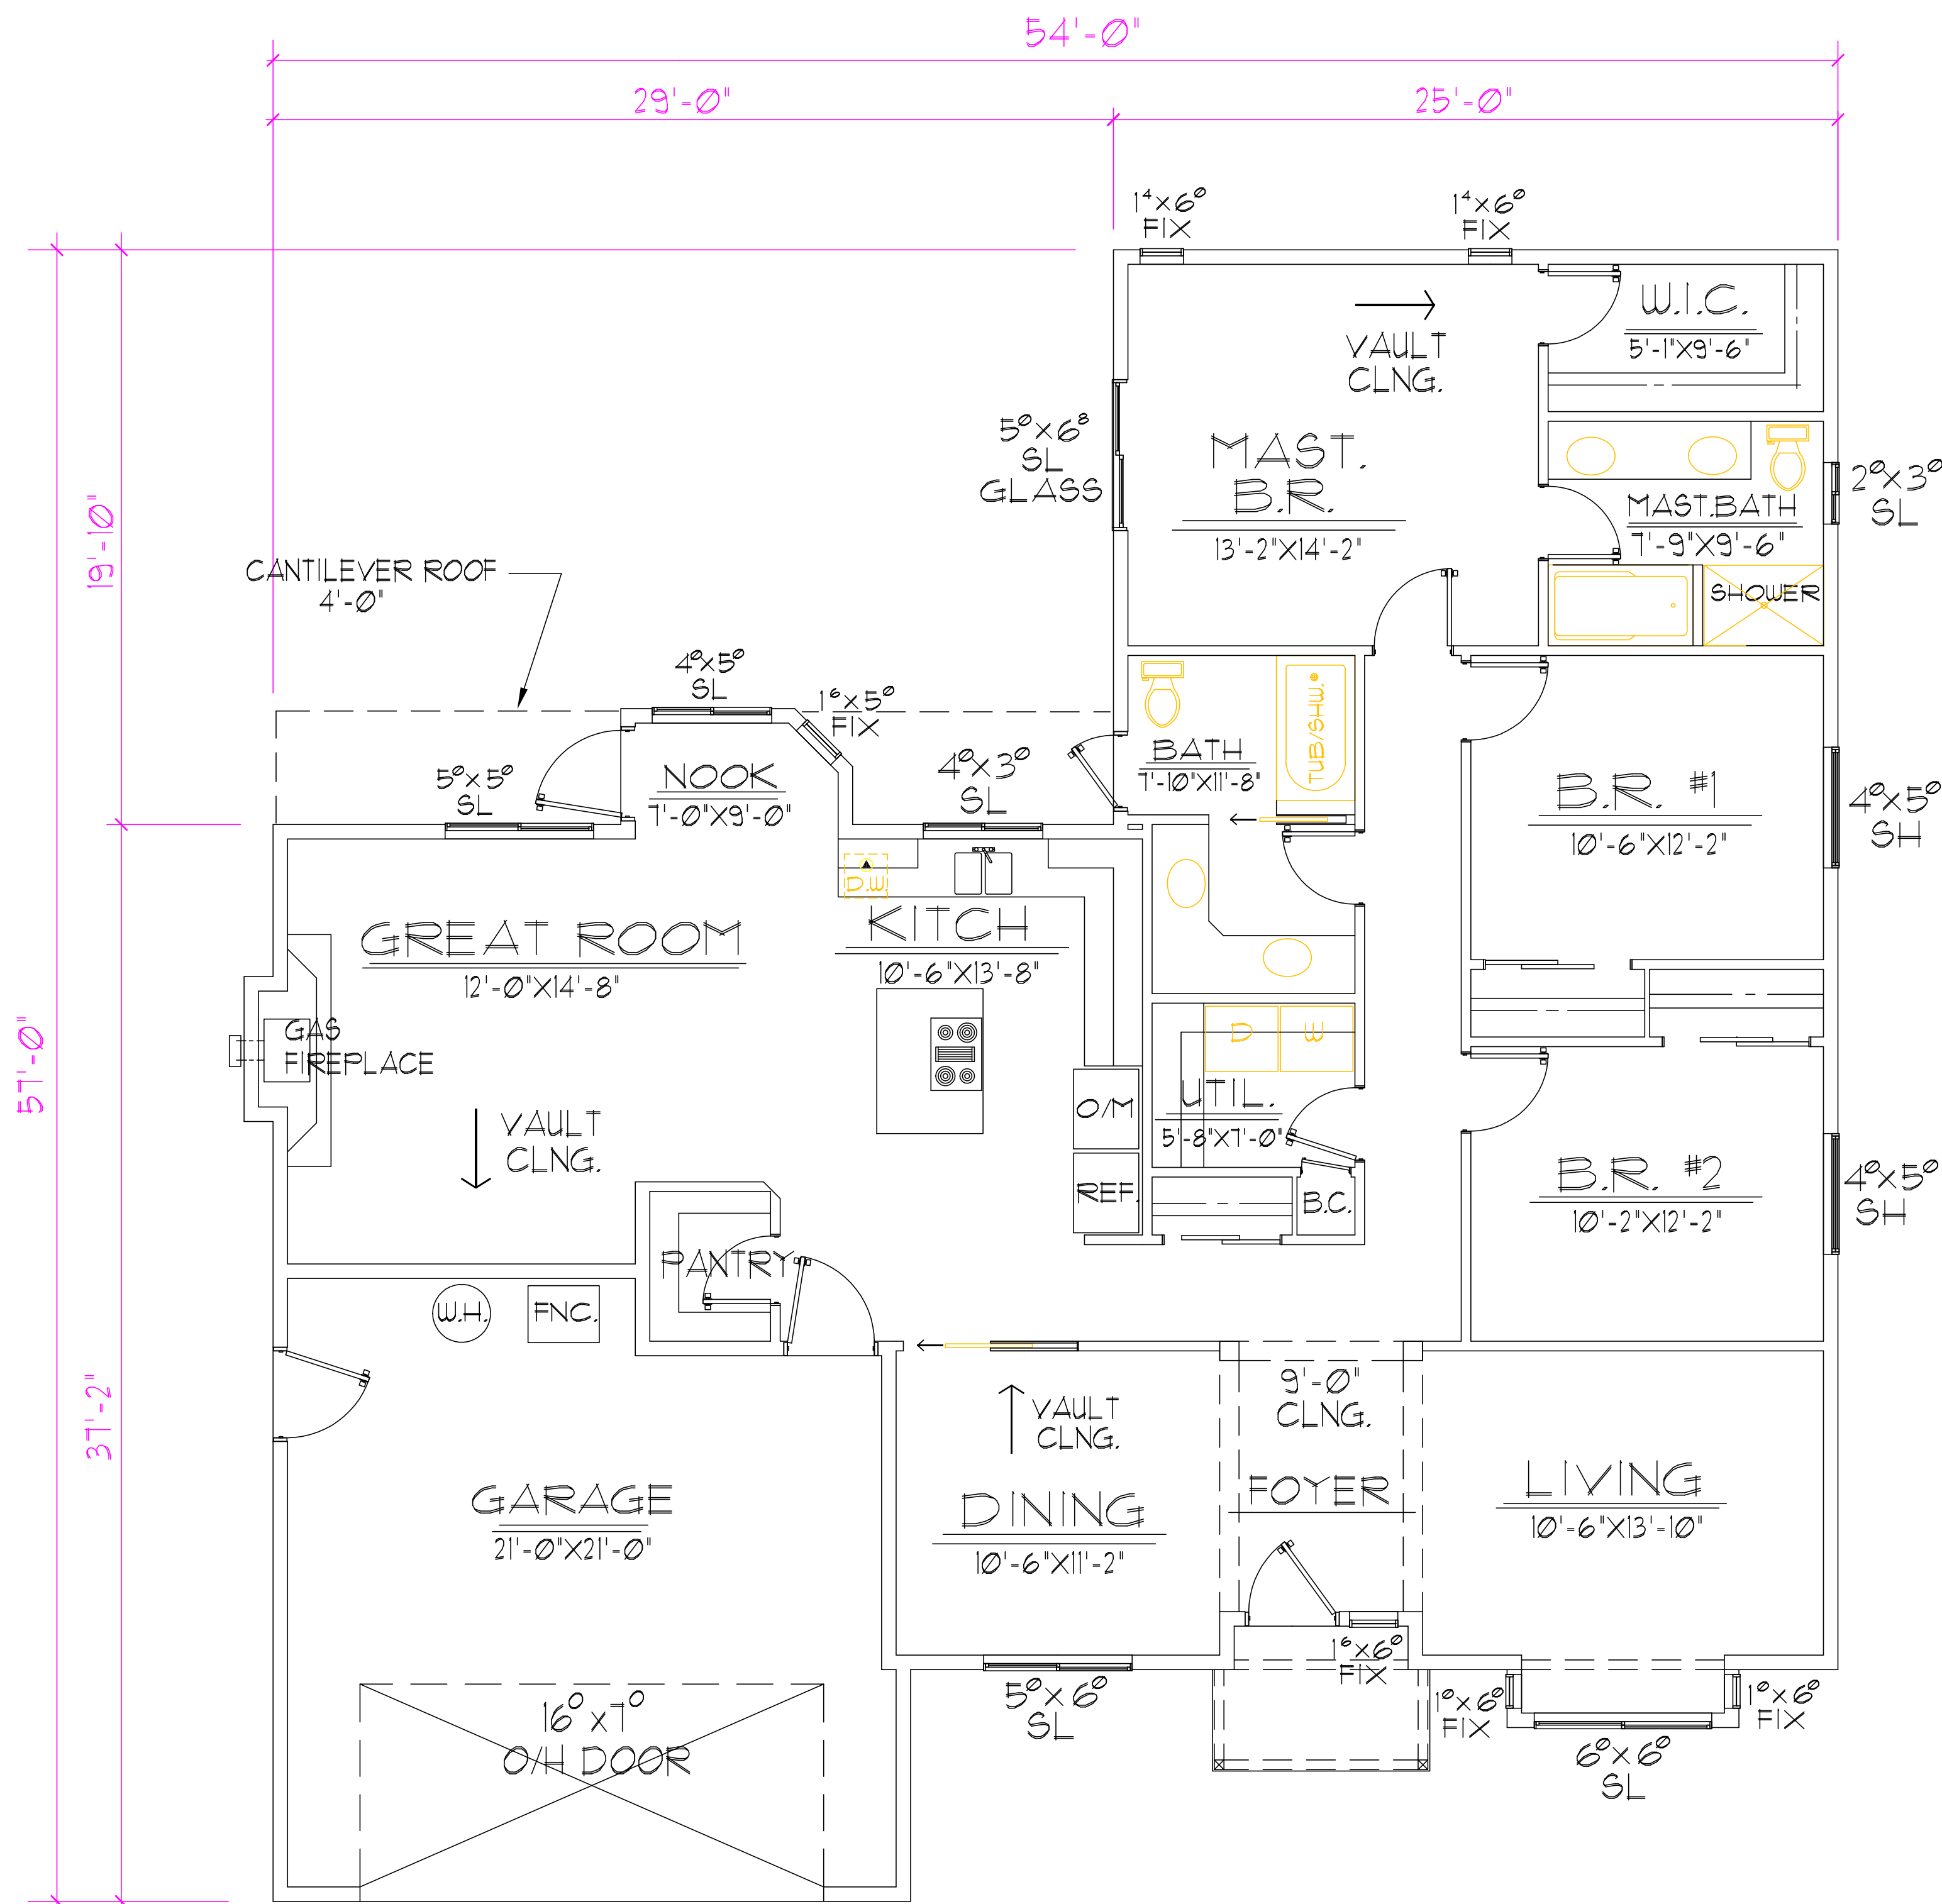 54'-0"
29'-0"
25'-0"
1⁴x6⁰
FIX
1⁴x6⁰
FIX
W.I.C.
5'-1"X9'-6"
VAULT
CLNG.
5⁰x6⁸
SL
GLASS
MAST.
B.R.
13'-2"X14'-2"
MAST.BATH
7'-9"X9'-6"
2⁰x3⁰
SL
SHOWER
19'-10"
CANTILEVER ROOF
4'-0"
4⁰x5⁰
SL
1⁶x5⁰
FIX
5⁰x5⁰
SL
NOOK
7'-0"X9'-0"
4⁰X3⁰
SL
BATH
7'-10"X11'-8"
TUB/SHW.
B.R. #1
10'-6"X12'-2"
4⁰x5⁰
SH
D.W.
GREAT ROOM
12'-0"X14'-8"
KITCH
10'-6"X13'-8"
57'-0"
GAS
FIREPLACE
D
W
O/M
UTIL.
5'-8"X7'-0"
VAULT
CLNG.
REF.
B.C.
B.R. #2
10'-2"X12'-2"
4⁰x5⁰
SH
PANTRY
W.H.
FNC.
37'-2"
VAULT
CLNG.
9'-0"
CLNG.
GARAGE
21'-0"X21'-0"
DINING
10'-6"X11'-2"
FOYER
LIVING
10'-6"X13'-10"
1⁶x6⁰
FIX
16⁰x7⁰
O/H DOOR
5⁰x6⁰
SL
1⁰x6⁰
FIX
1⁰x6⁰
FIX
6⁰x6⁰
SL